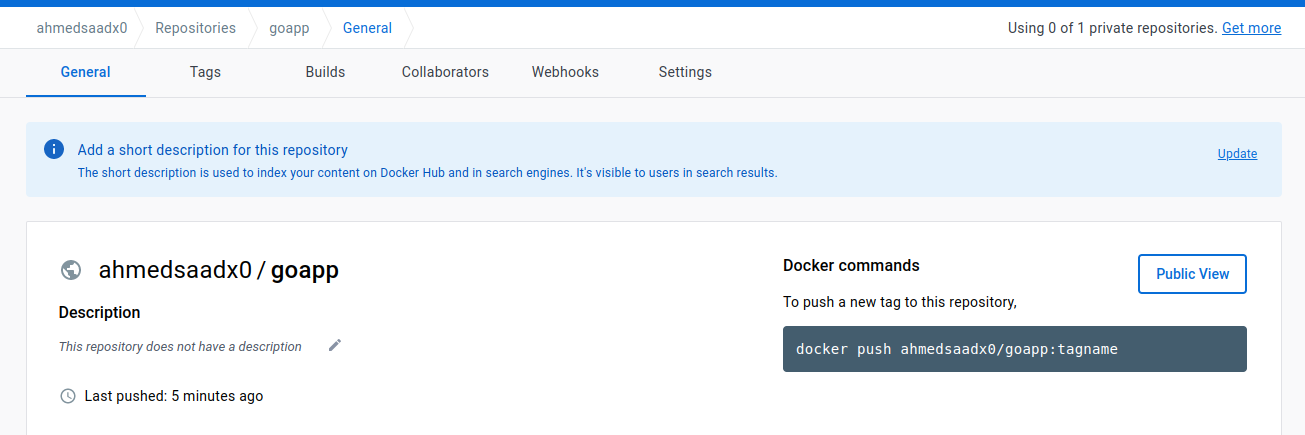 ahmedsaadx0 Repositories goapp General Using 0 of 1 private repositories. Get more
General Tags Builds Collaborators Webhooks Settings
Add a short description for this repository
The short description is used to index your content on Docker Hub and in search engines. It's visible to users in search results.
Update
ahmedsaadx0 / goapp
Description
This repository does not have a description
Last pushed: 5 minutes ago
Docker commands
Public View
To push a new tag to this repository,
docker push ahmedsaadx0/goapp:tagname